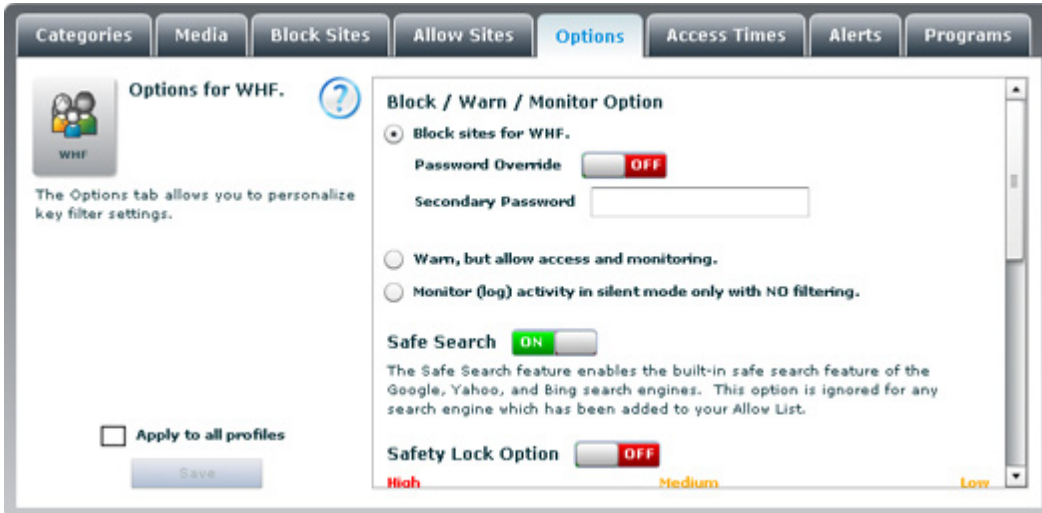 Categories
Media
Block Sites
Allow Sites
Options
Access Times
Alerts
Programs
WHF
Options for WHF.
?
The Options tab allows you to personalize
key filter settings.
Apply to all profiles
Save
Block / Warn / Monitor Option
Block sites for WHF.
Password Override OFF
Secondary Password
Warn, but allow access and monitoring.
Monitor (log) activity in silent mode only with NO filtering.
Safe Search ON
The Safe Search feature enables the built-in safe search feature of the
Google, Yahoo, and Bing search engines. This option is ignored for any
search engine which has been added to your Allow List.
Safety Lock Option OFF
High Medium Low